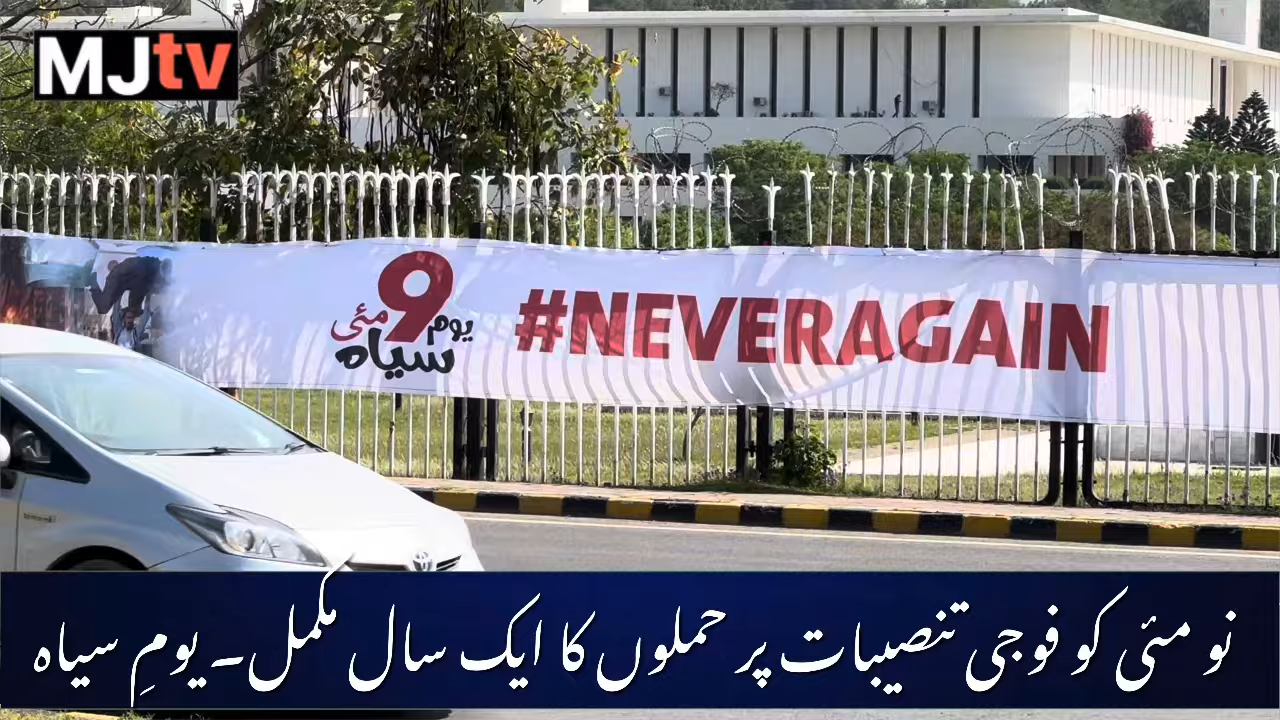 MJtv
9 مئی
یوم سیاہ
#NEVERAGAIN
نو مئی کو فوجی تنصیبات پر حملوں کا ایک سال مکمل۔ یومِ سیاہ